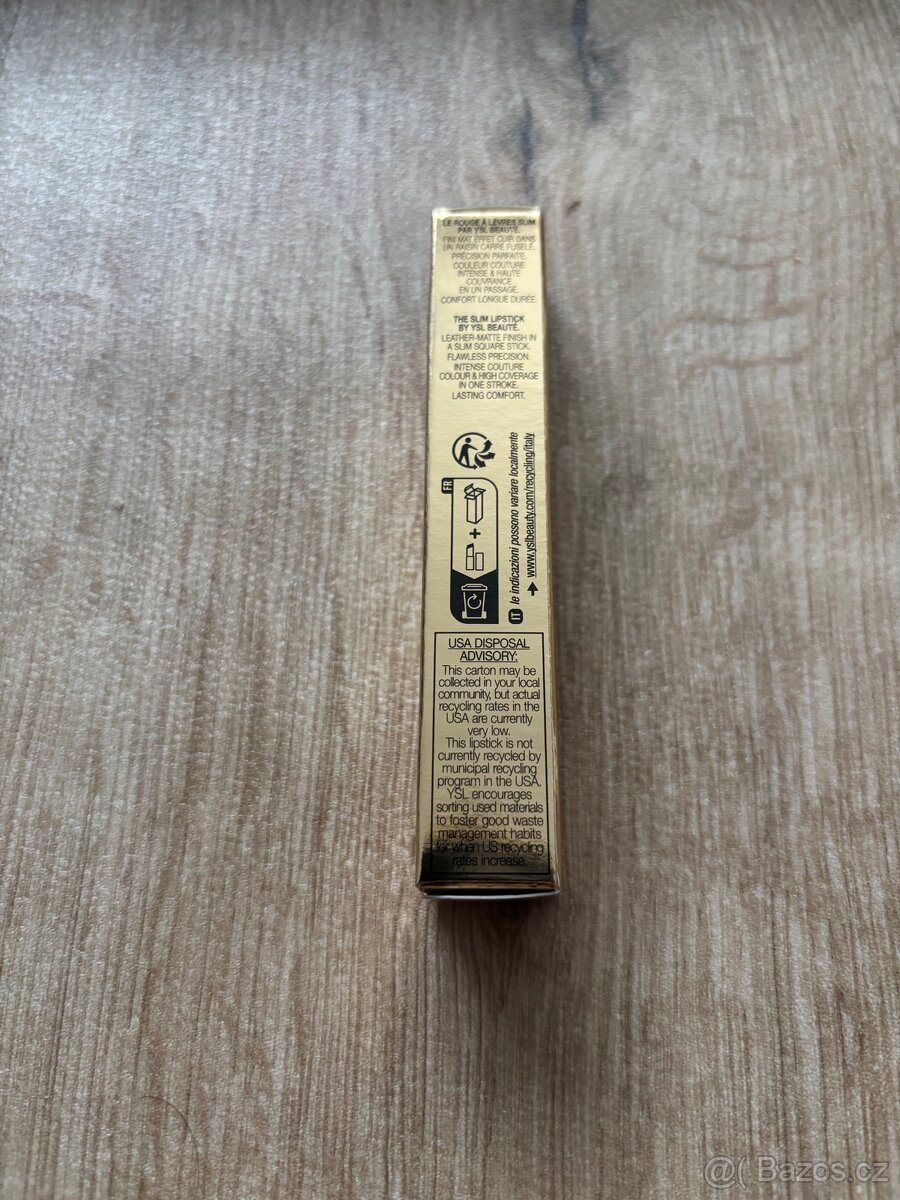 LE ROUGE À LÈVRES SLIM
PAR YSL BEAUTÉ.
FINI MAT EFFET CUIR DANS
UN RAISIN CARRÉ FUSELÉ.
PRÉCISION PARFAITE.
COULEUR COUTURE
INTENSE & HAUTE
COUVRANCE
EN UN PASSAGE.
CONFORT LONGUE DURÉE.
THE SLIM LIPSTICK
BY YSL BEAUTÉ.
LEATHER-MATTE FINISH IN
A SLIM SQUARE STICK.
FLAWLESS PRECISION.
INTENSE COUTURE
COLOUR & HIGH COVERAGE
IN ONE STROKE.
LASTING COMFORT.
FR
+
IT le indicazioni possono variare localmente
www.yslbeauty.com/recycling/italy
USA DISPOSAL
ADVISORY:
This carton may be
collected in your local
community, but actual
recycling rates in the
USA are currently
very low.
This lipstick is not
currently recycled by
municipal recycling
program in the USA.
YSL encourages
sorting used materials
to foster good waste
management habits
for when US recycling
rates increase.
@( Bazos.cz